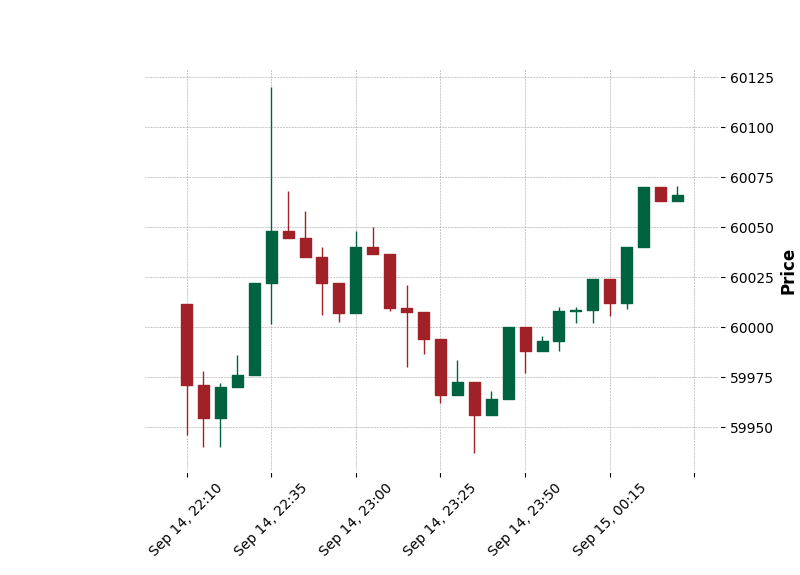 60125
60100
60075
60050
60025
60000
59975
59950
Price
Sep 14, 22:10
Sep 14, 22:35
Sep 14, 23:00
Sep 14, 23:25
Sep 14, 23:50
Sep 15, 00:15